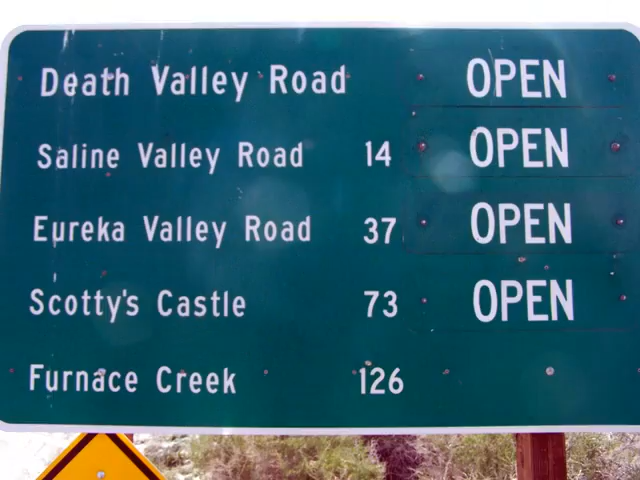 Death Valley Road OPEN
Saline Valley Road 14 OPEN
Eureka Valley Road 37 OPEN
Scotty's Castle 73 OPEN
Furnace Creek 126